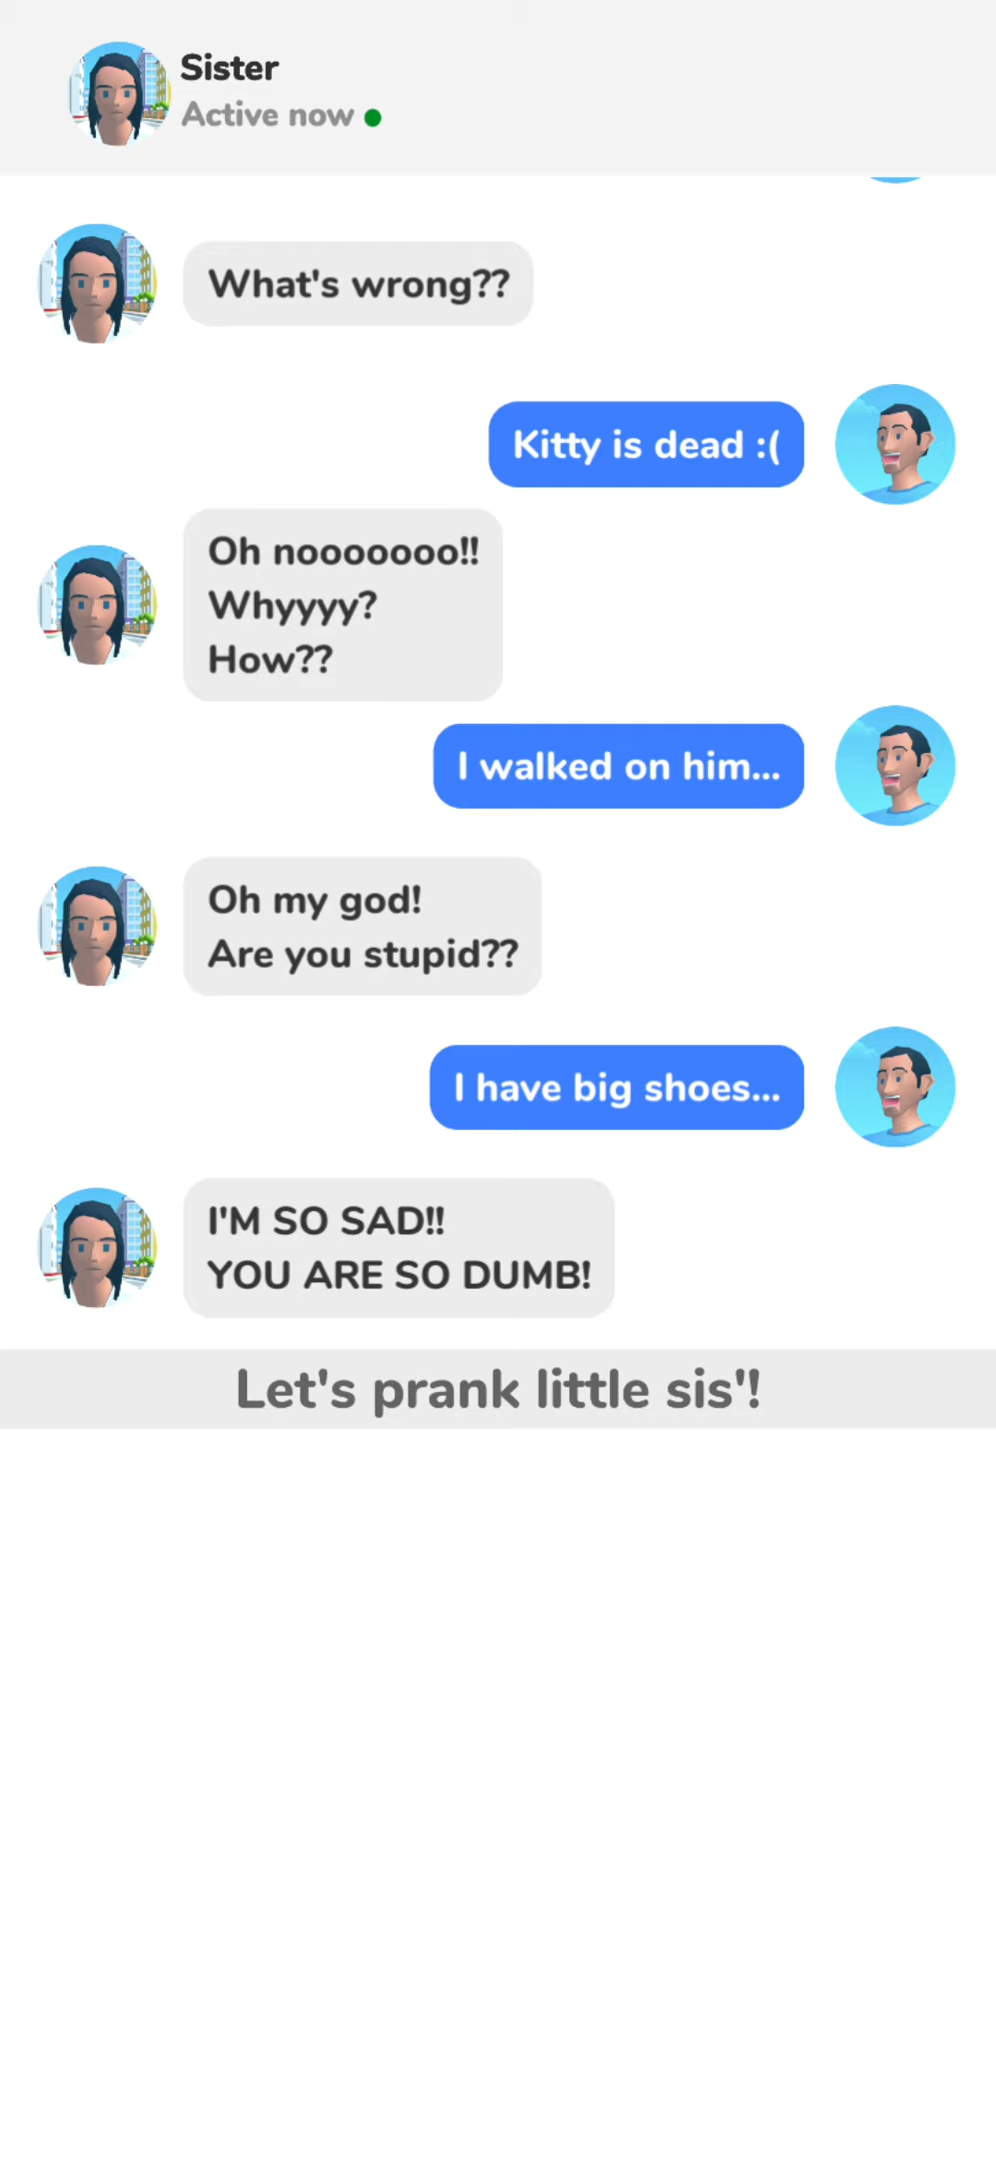 Sister
Active now
What's wrong??
Kitty is dead :(
Oh nooooooo!!
Whyyyy?
How??
I walked on him...
Oh my god!
Are you stupid??
I have big shoes...
I'M SO SAD!!
YOU ARE SO DUMB!
Let's prank little sis'!